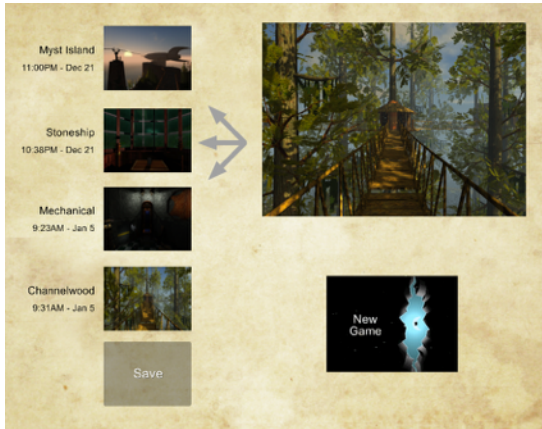 Myst Island
11:00PM - Dec 21
Stoneship
10:38PM - Dec 21
Mechanical
9:23AM - Jan 5
Channelwood
9:31AM - Jan 5
Save
New
Game